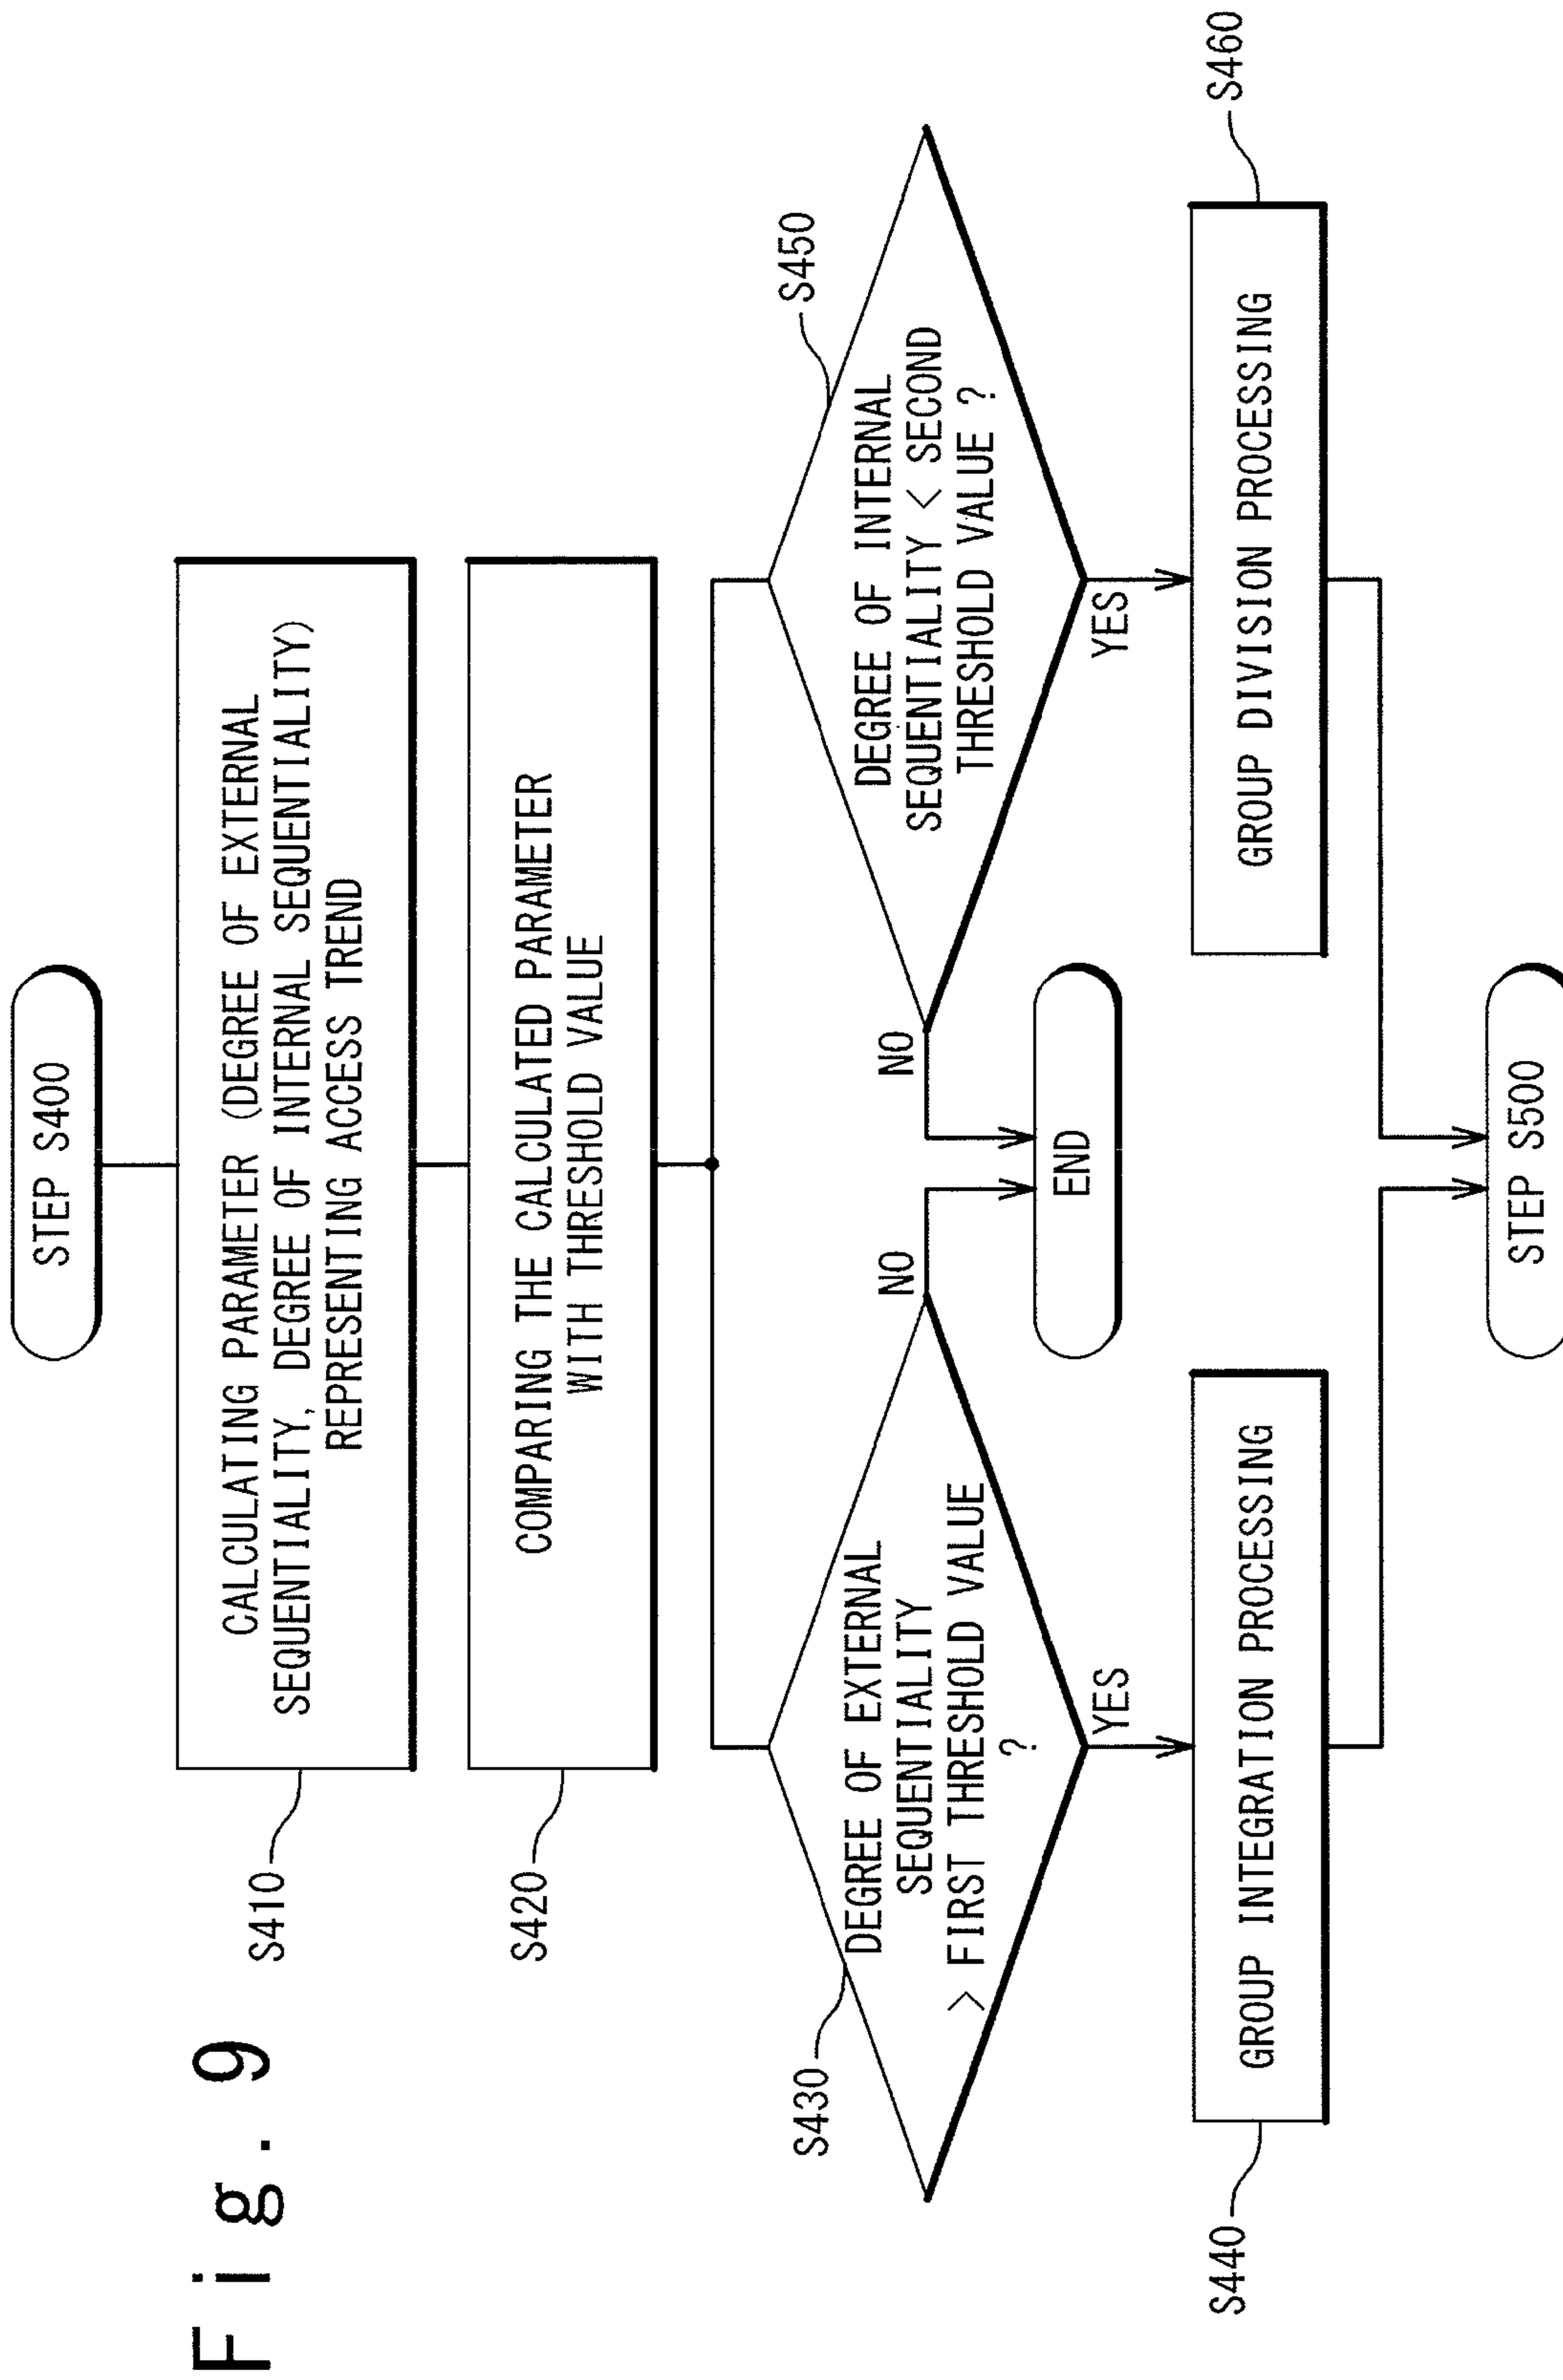 Fig. 9
STEP S400
S410
CALCULATING PARAMETER (DEGREE OF EXTERNAL
SEQUENTIALITY, DEGREE OF INTERNAL SEQUENTIALITY)
REPRESENTING ACCESS TREND
S420
COMPARING THE CALCULATED PARAMETER
WITH THRESHOLD VALUE
S430
DEGREE OF EXTERNAL
SEQUENTIALITY
> FIRST THRESHOLD VALUE
?
NO
YES
S450
DEGREE OF INTERNAL
SEQUENTIALITY < SECOND
THRESHOLD VALUE ?
NO
YES
END
S440
GROUP INTEGRATION PROCESSING
S460
GROUP DIVISION PROCESSING
STEP S500